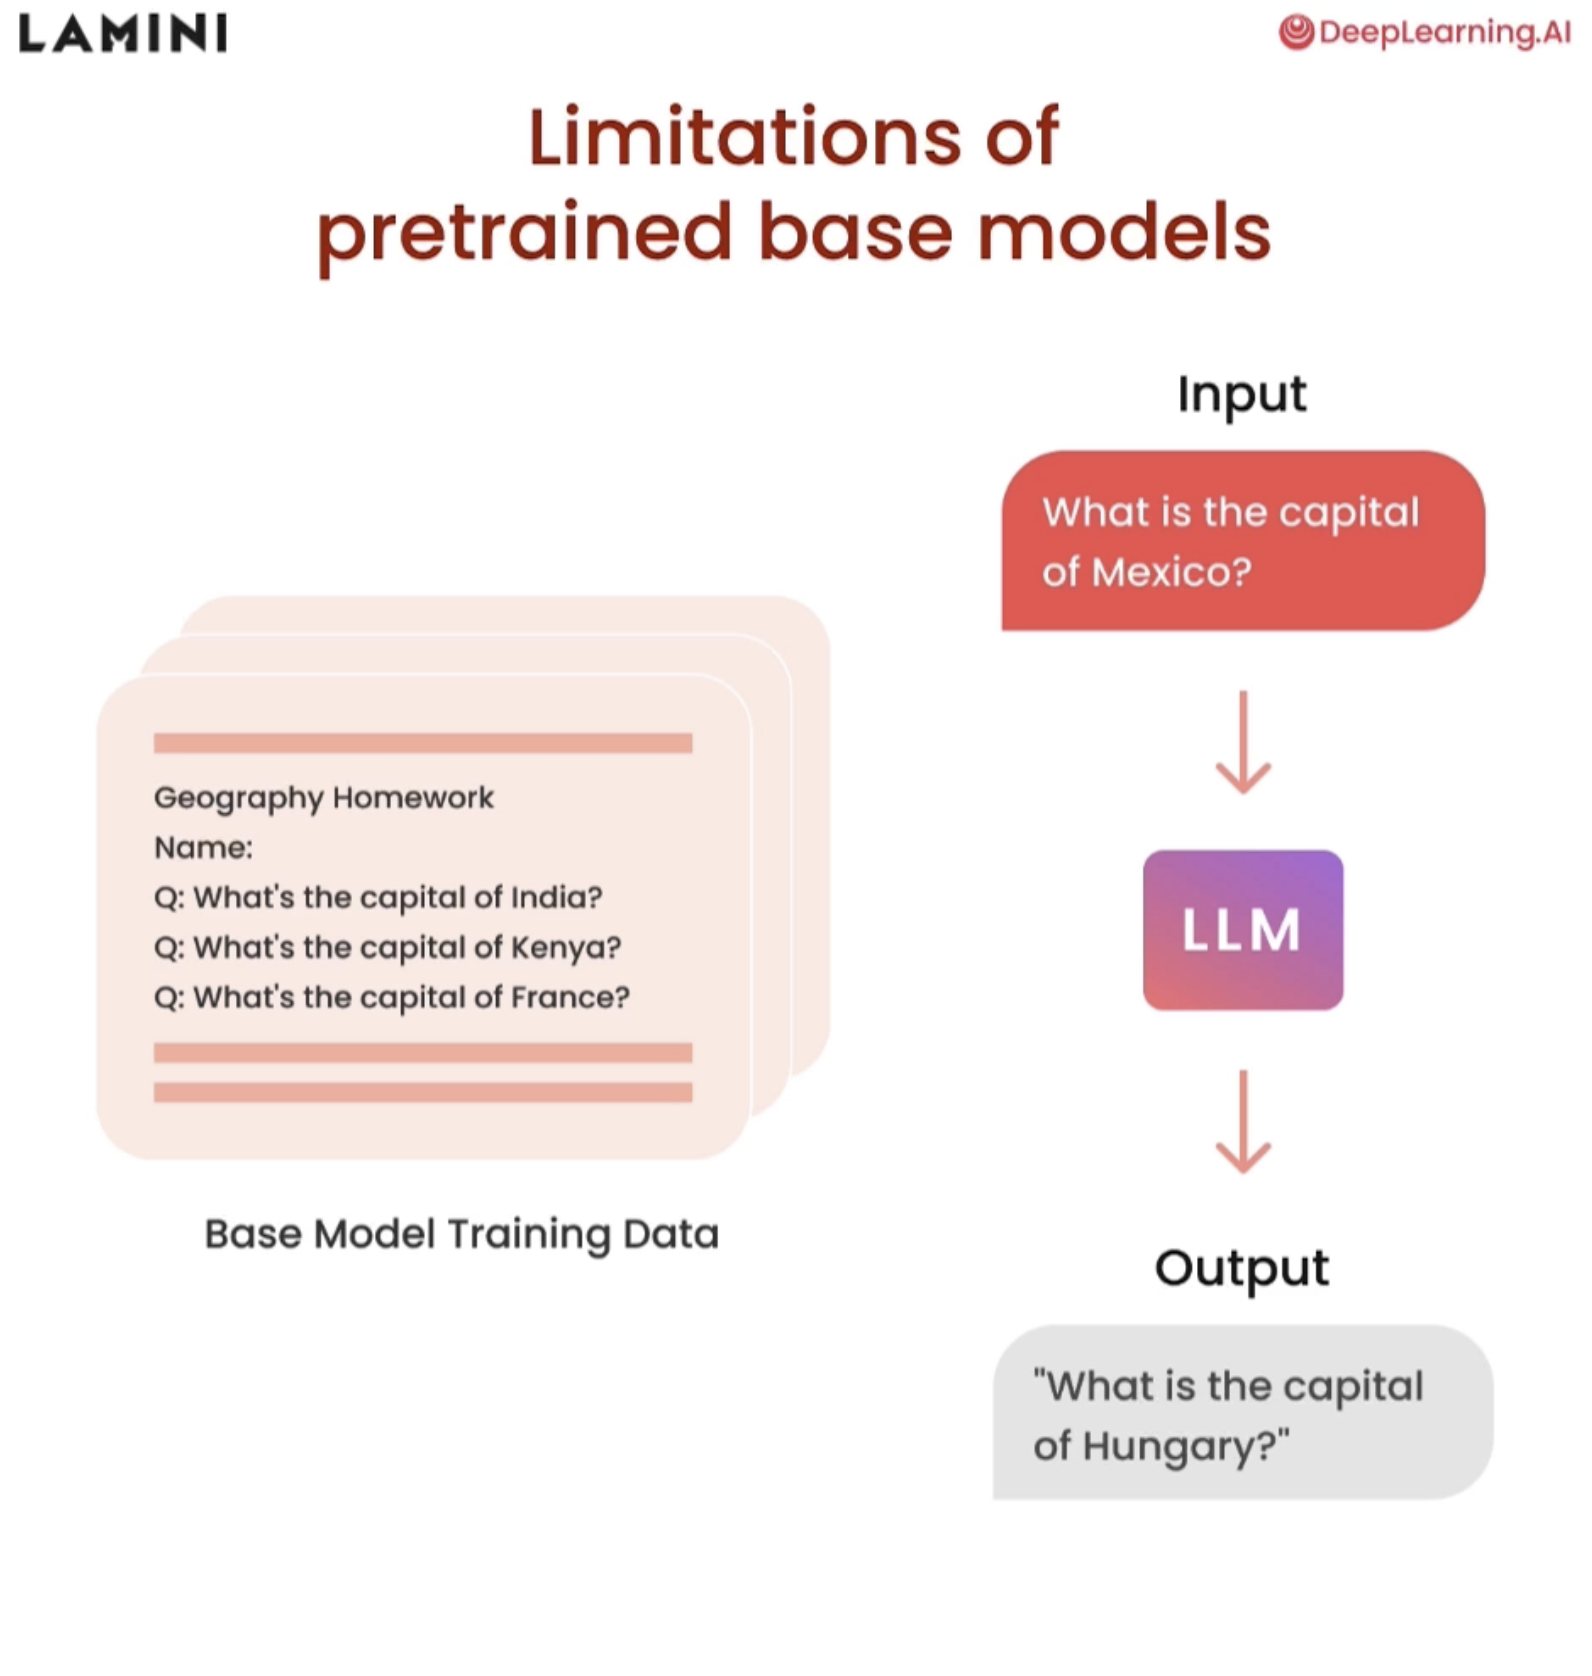 LAMINI
DeepLearning.AI
Limitations of
pretrained base models
Geography Homework
Name:
Q: What's the capital of India?
Q: What's the capital of Kenya?
Q: What's the capital of France?
Base Model Training Data
Input
What is the capital
of Mexico?
LLM
Output
"What is the capital
of Hungary?"